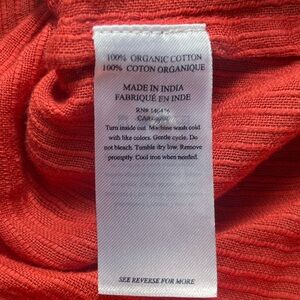 100% ORGANIC COTTON
100% COTON ORGANIQUE
MADE IN INDIA
FABRIQUÉ EN INDE
RN#
Turn inside out. Machine wash cold
with like colors. Gentle cycle. Do
not bleach. Tumble dry low. Remove
promptly. Cool iron when needed.
SEE REVERSE FOR MORE